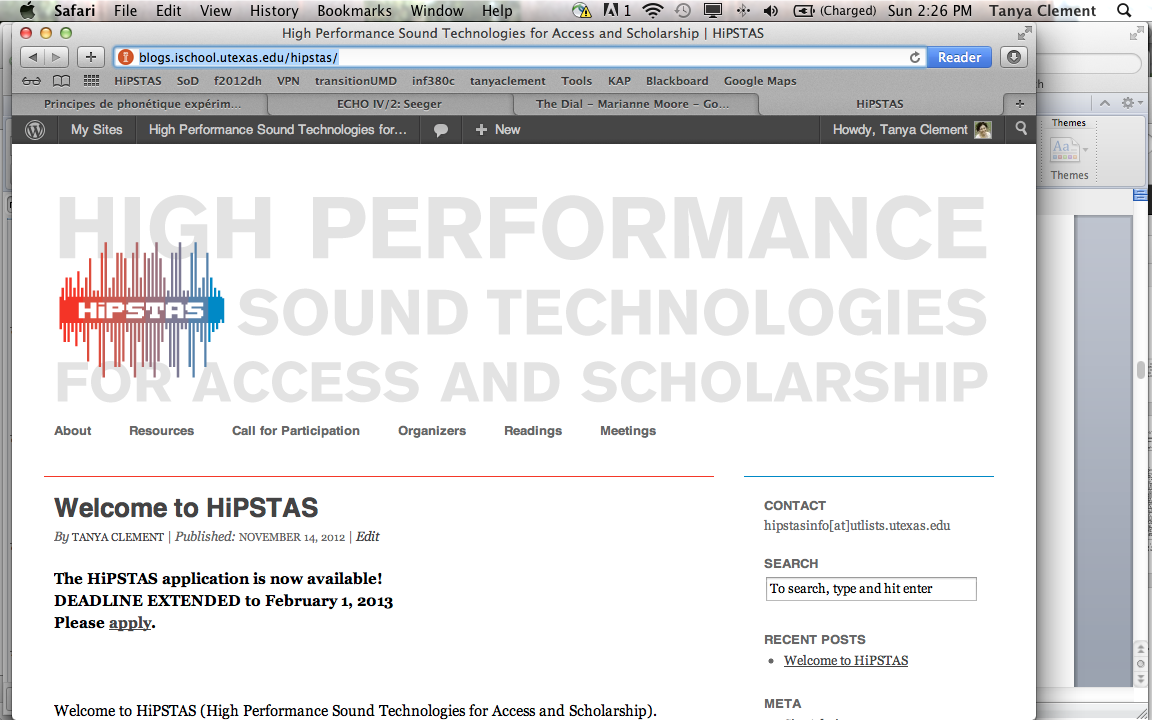 Safari File Edit View History Bookmarks Window Help 1 (Charged) Sun 2:26 PM Tanya Clement
High Performance Sound Technologies for Access and Scholarship | HiPSTAS
blogs.ischool.utexas.edu/hipstas/ Reader
HiPSTAS SoD f2012dh VPN transitionUMD inf380c tanyaclement Tools KAP Blackboard Google Maps
Principes de phonétique expérim... ECHO IV/2: Seeger The Dial – Marianne Moore – Go... HiPSTAS +
My Sites High Performance Sound Technologies for... + New Howdy, Tanya Clement
Themes
Aa
Themes
HIGH PERFORMANCE
HiPSTAS SOUND TECHNOLOGIES
FOR ACCESS AND SCHOLARSHIP
About Resources Call for Participation Organizers Readings Meetings
Welcome to HiPSTAS
By TANYA CLEMENT | Published: NOVEMBER 14, 2012 | Edit
The HiPSTAS application is now available!
DEADLINE EXTENDED to February 1, 2013
Please apply.
Welcome to HiPSTAS (High Performance Sound Technologies for Access and Scholarship).
CONTACT
hipstasinfo[at]utlists.utexas.edu
SEARCH
To search, type and hit enter
RECENT POSTS
• Welcome to HiPSTAS
META